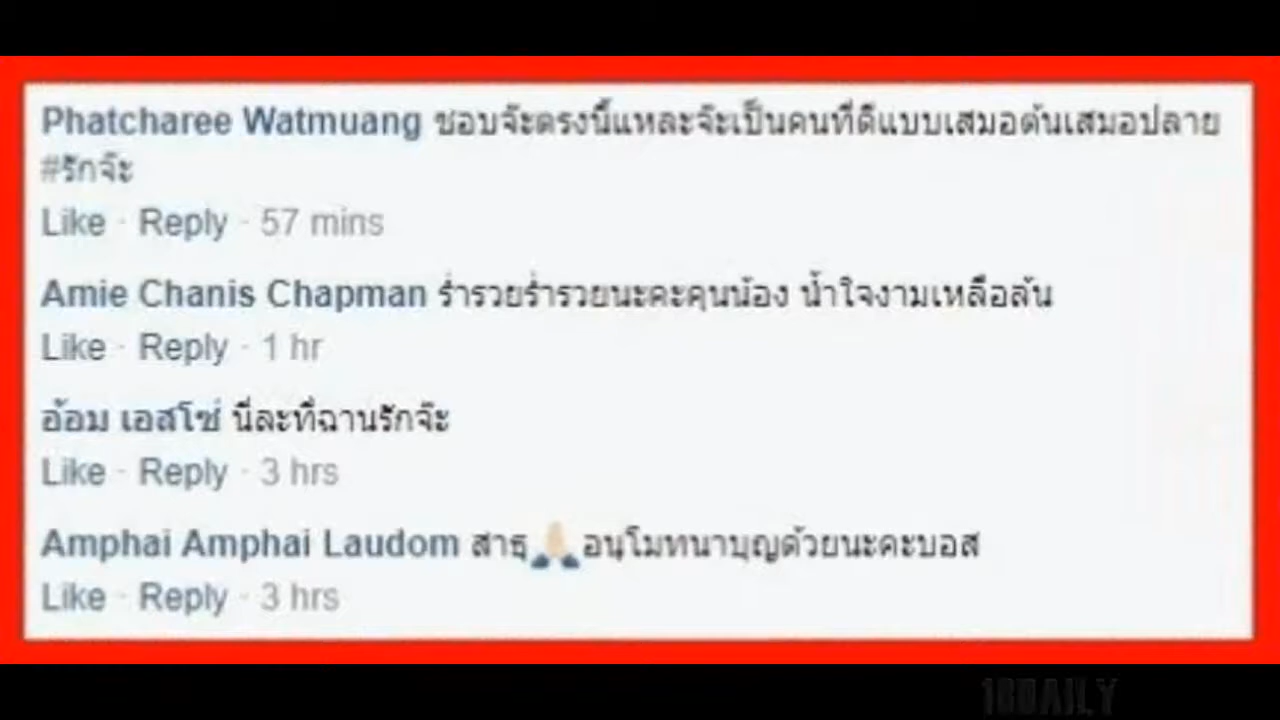 Phatcharee Watmuang ชอบจ๊ะตรงนี้แหละจ๊ะเป็นคนที่ดีแบบเสมอต้นเสมอปลาย
#รักจ๊ะ
Like · Reply · 57 mins
Amie Chanis Chapman ร่ำรวยร่ำรวยนะคะคุนน้อง น้ำใจงามเหลือล้น
Like · Reply · 1 hr
อ้อม เอสโซ่ นี่ละที่ฉานรักจ๊ะ
Like · Reply · 3 hrs
Amphai Amphai Laudom สาธุ🙏🏻อนุโมทนาบุญด้วยนะคะบอส
Like · Reply · 3 hrs